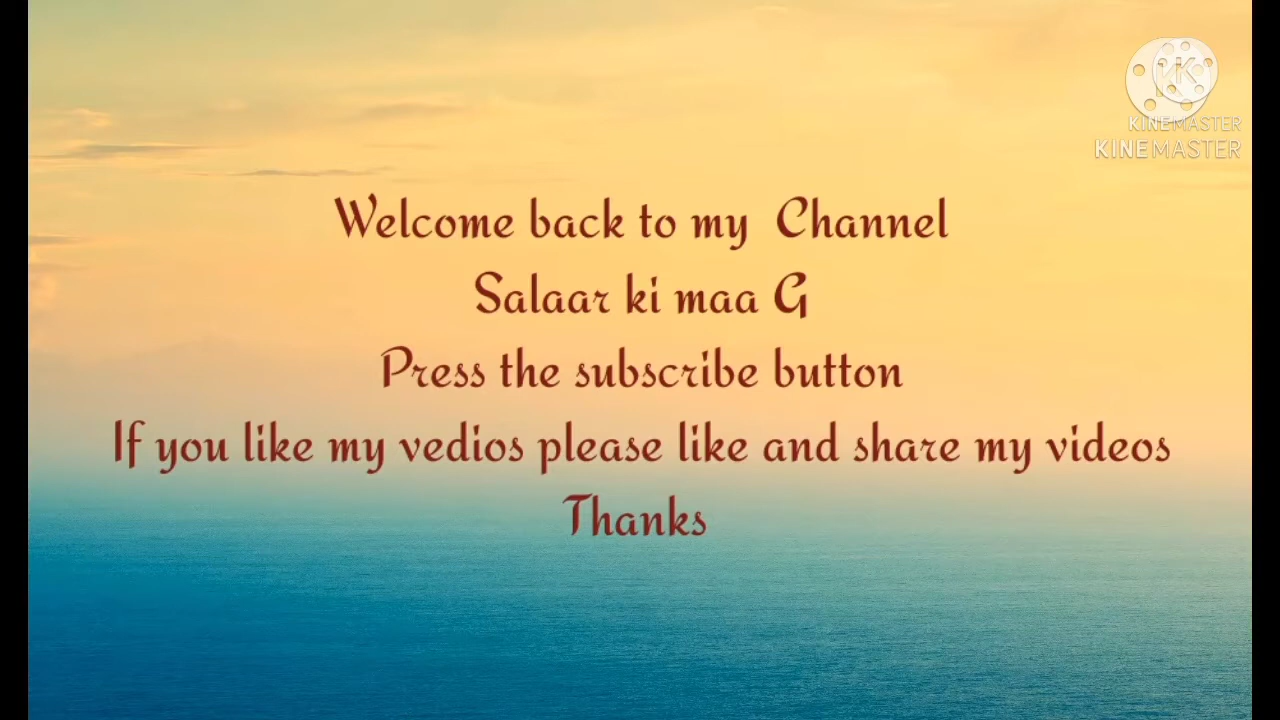 KINEMASTER
KINEMASTER
Welcome back to my Channel
Salaar ki maa G
Press the subscribe button
If you like my vedios please like and share my videos
Thanks